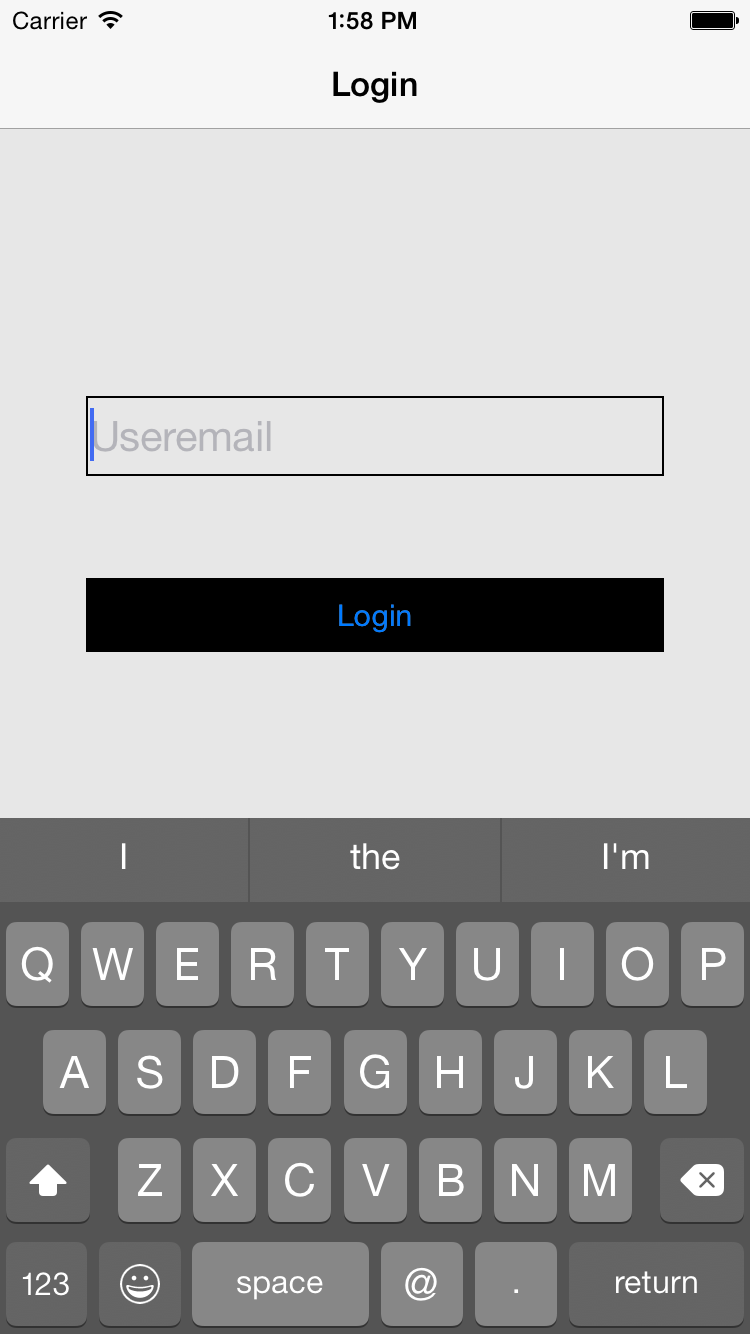 Carrier 1:58 PM
Login
Useremail
Login
I the I'm
Q W E R T Y U I O P
A S D F G H J K L
Z X C V B N M
123 space @ . return